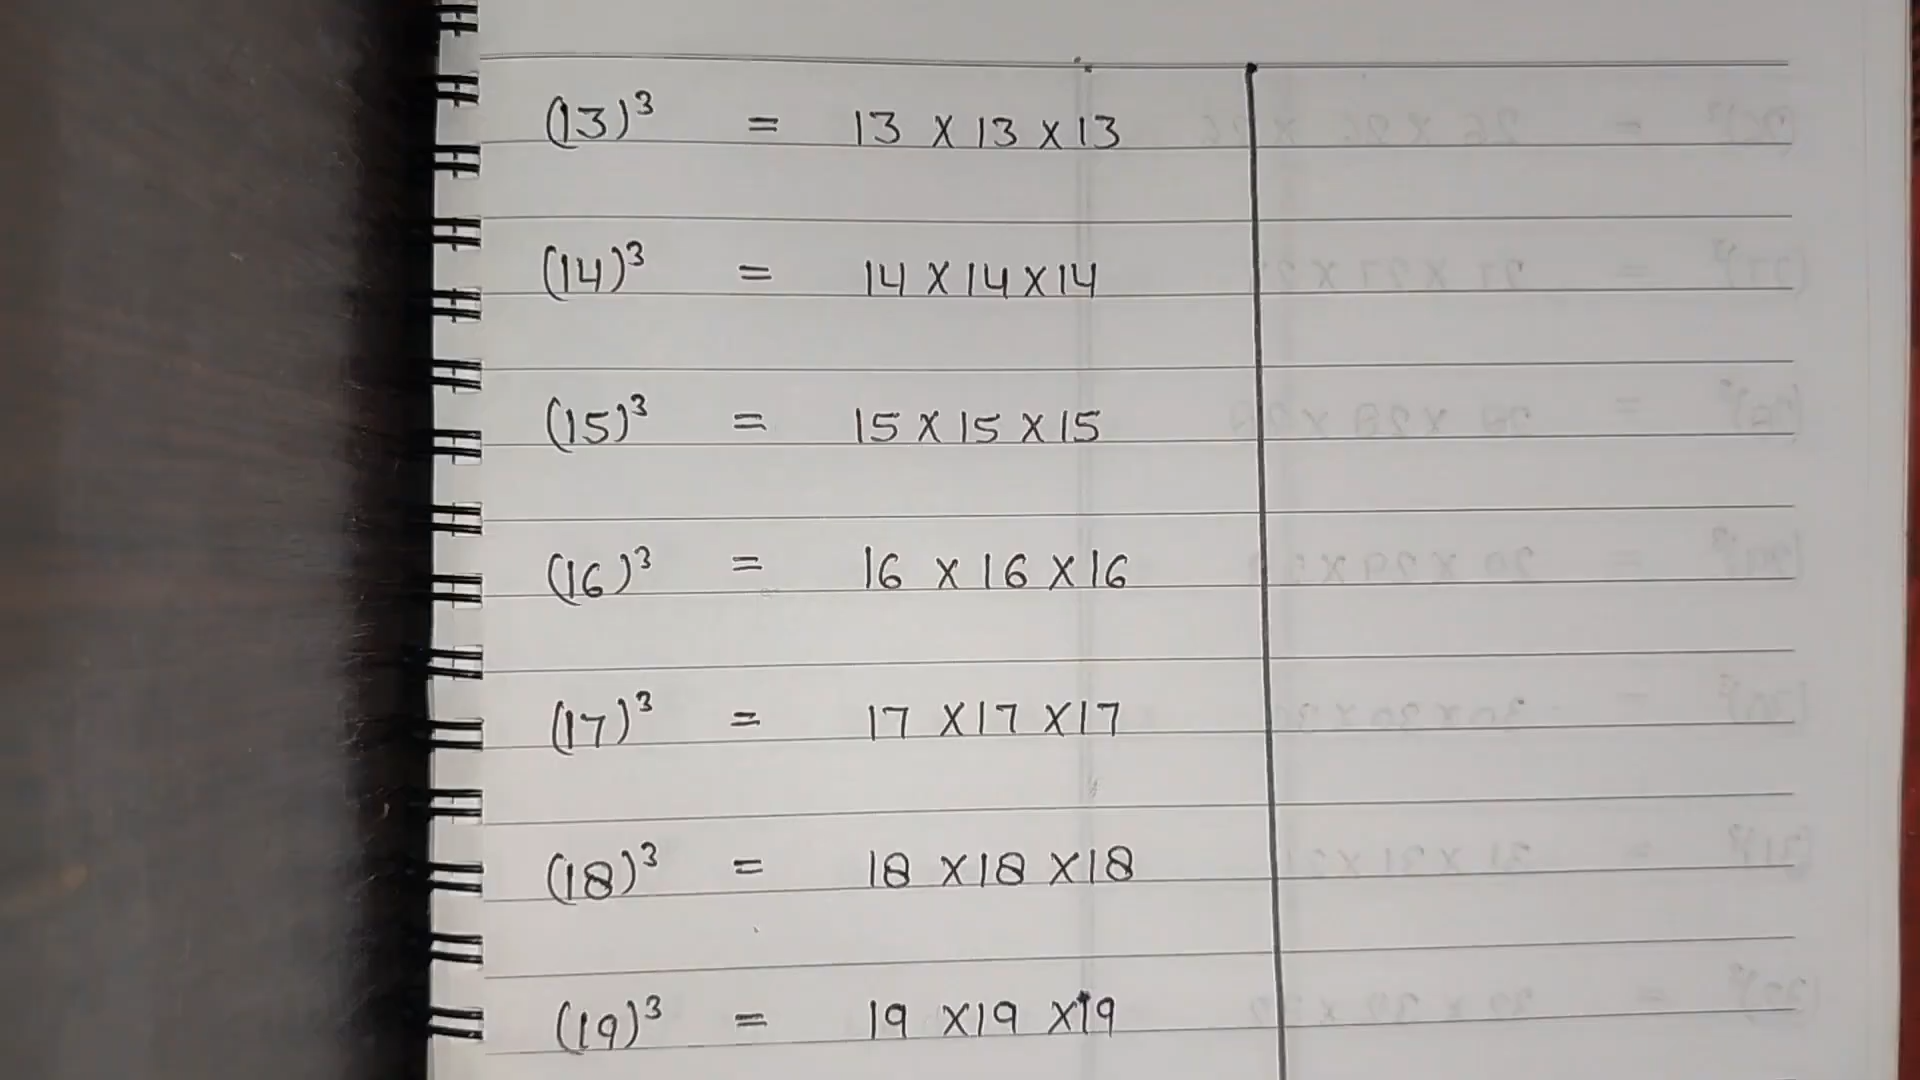 (13)³ = 13 × 13 × 13
(14)³ = 14 × 14 × 14
(15)³ = 15 × 15 × 15
(16)³ = 16 × 16 × 16
(17)³ = 17 × 17 × 17
(18)³ = 18 × 18 × 18
(19)³ = 19 × 19 × 19